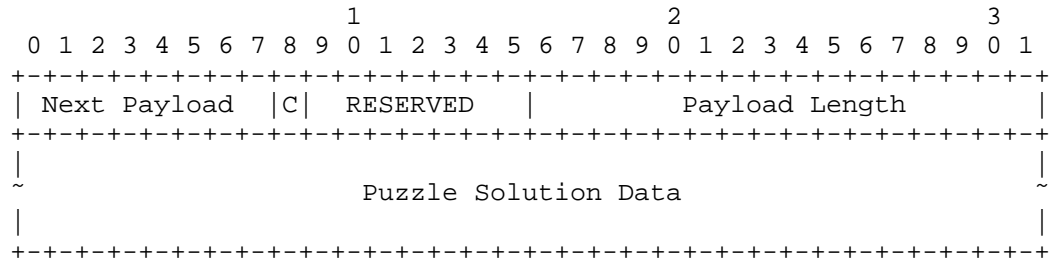 1                   2                   3
 0 1 2 3 4 5 6 7 8 9 0 1 2 3 4 5 6 7 8 9 0 1 2 3 4 5 6 7 8 9 0 1
+-+-+-+-+-+-+-+-+-+-+-+-+-+-+-+-+-+-+-+-+-+-+-+-+-+-+-+-+-+-+-+-+
| Next Payload  |C|  RESERVED   |         Payload Length        |
+-+-+-+-+-+-+-+-+-+-+-+-+-+-+-+-+-+-+-+-+-+-+-+-+-+-+-+-+-+-+-+-+
|                                                               |
~                     Puzzle Solution Data                      ~
|                                                               |
+-+-+-+-+-+-+-+-+-+-+-+-+-+-+-+-+-+-+-+-+-+-+-+-+-+-+-+-+-+-+-+-+